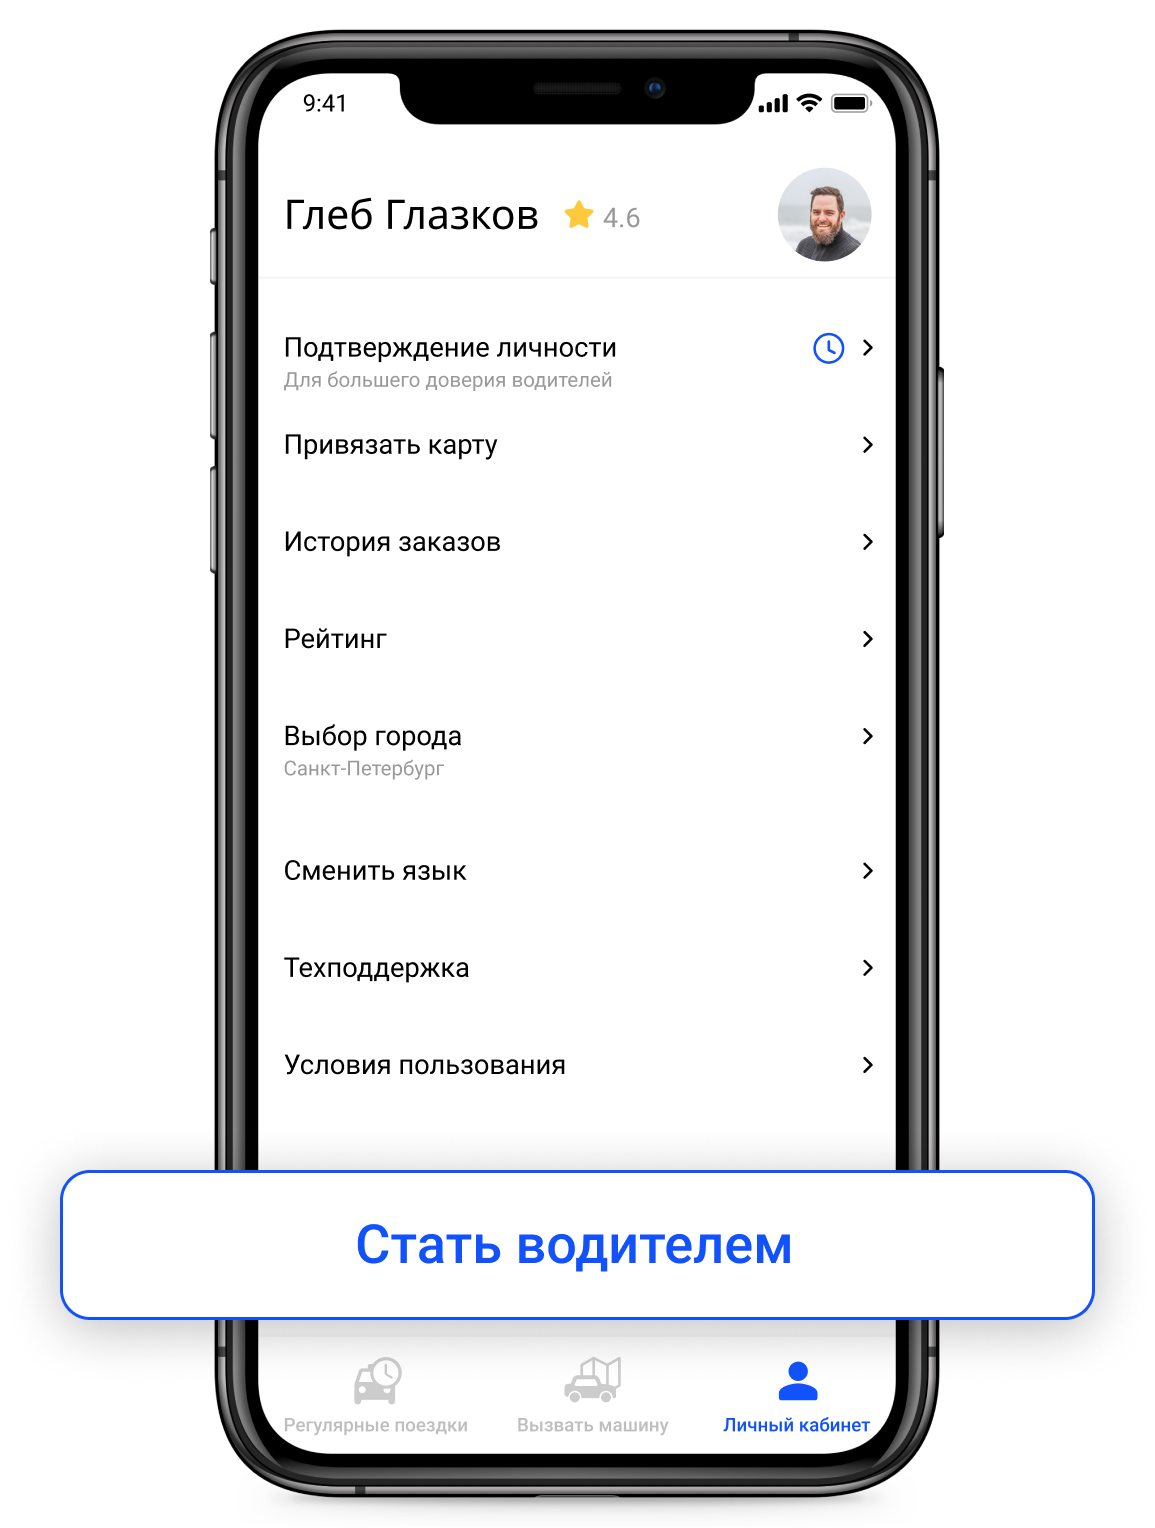 9:41
Глеб Глазков 4.6
Подтверждение личности
Для большего доверия водителей
Привязать карту
История заказов
Рейтинг
Выбор города
Санкт-Петербург
Сменить язык
Техподдержка
Условия пользования
Стать водителем
Регулярные поездки Вызвать машину Личный кабинет